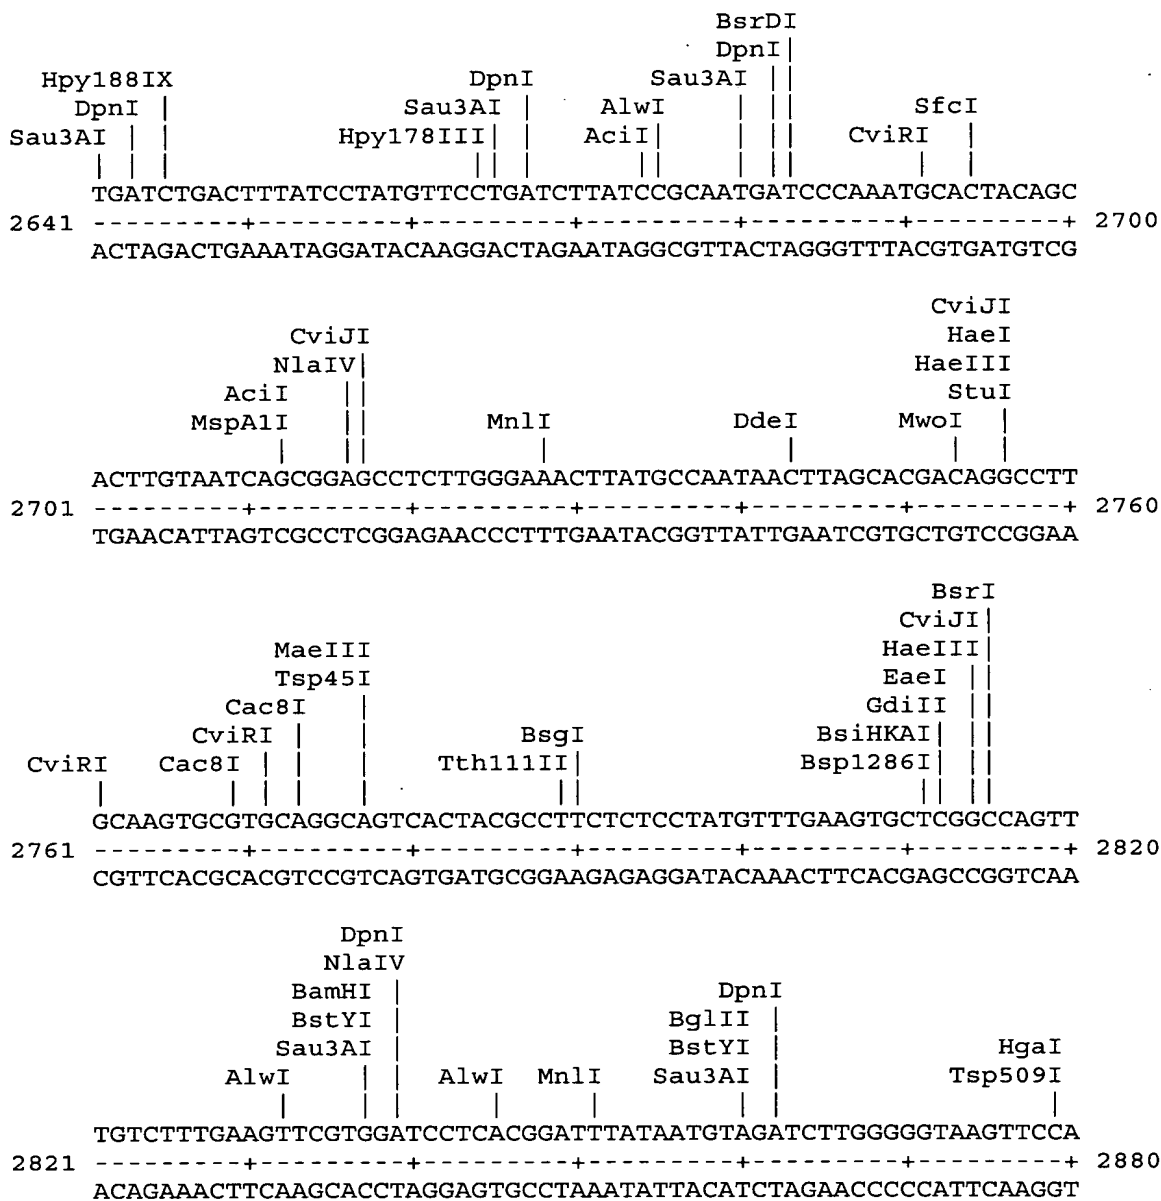 BsrDI
DpnI |
Hpy188IX DpnI Sau3AI ||
DpnI | Sau3AI | AlwI | || SfcI
Sau3AI | | Hpy178III| | AciI | | || CviRI |
| | | || | || | || | |
TGATCTGACTTTATCCTATGTTCCTGATCTTATCCGCAATGATCCCAAATGCACTACAGC
2641 ---------+---------+---------+---------+---------+---------+ 2700
ACTAGACTGAAATAGGATACAAGGACTAGAATAGGCGTTACTAGGGTTTACGTGATGTCG
CviJI
CviJI HaeI
NlaIV| HaeIII
AciI || StuI
MspA1I || MnlI DdeI MwoI |
| || | | | |
ACTTGTAATCAGCGGAGCCTCTTGGGAAACTTATGCCAATAACTTAGCACGACAGGCCTT
2701 ---------+---------+---------+---------+---------+---------+ 2760
TGAACATTAGTCGCCTCGGAGAACCCTTTGAATACGGTTATTGAATCGTGCTGTCCGGAA
BsrI
CviJI|
MaeIII HaeIII|
Tsp45I EaeI ||
Cac8I | GdiII ||
CviRI | | BsgI BsiHKAI| ||
CviRI Cac8I | | | Tth111II| Bsp1286I| ||
| | | | | || || ||
GCAAGTGCGTGCAGGCAGTCACTACGCCTTCTCTCCTATGTTTGAAGTGCTCGGCCAGTT
2761 ---------+---------+---------+---------+---------+---------+ 2820
CGTTCACGCACGTCCGTCAGTGATGCGGAAGAGAGGATACAAACTTCACGAGCCGGTCAA
DpnI
NlaIV
BamHI | DpnI
BstYI | BglII |
Sau3AI | BstYI | HgaI
AlwI | | AlwI MnlI Sau3AI | Tsp509I
| | | | | | | |
TGTCTTTGAAGTTCGTGGATCCTCACGGATTTATAATGTAGATCTTGGGGGTAAGTTCCA
2821 ---------+---------+---------+---------+---------+---------+ 2880
ACAGAAACTTCAAGCACCTAGGAGTGCCTAAATATTACATCTAGAACCCCCATTCAAGGT